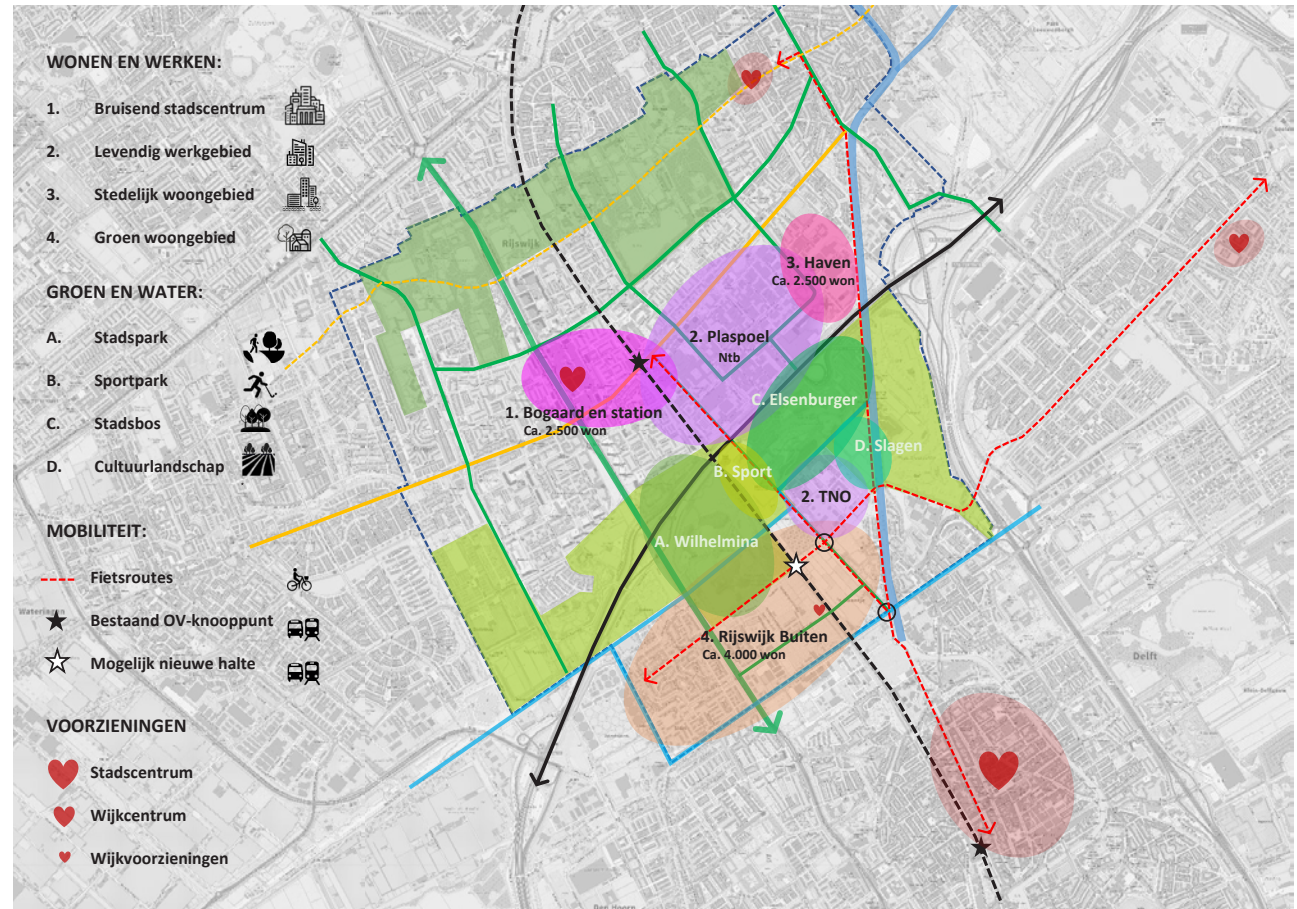 WONEN EN WERKEN:
1. Bruisend stadscentrum
2. Levendig werkgebied
3. Stedelijk woongebied
4. Groen woongebied
GROEN EN WATER:
A. Stadspark
B. Sportpark
C. Stadsbos
D. Cultuurlandschap
MOBILITEIT:
Fietsroutes
Bestaand OV-knooppunt
Mogelijk nieuwe halte
VOORZIENINGEN
Stadscentrum
Wijkcentrum
Wijkvoorzieningen
Rijswijk
3. Haven
Ca. 2.500 won
2. Plaspoel
Ntb
1. Bogaard en station
Ca. 2.500 won
C. Elsenburger
D. Slagen
B. Sport
2. TNO
A. Wilhelmina
4. Rijswijk Buiten
Ca. 4.000 won
Wateringen
Delft
Den Hoorn